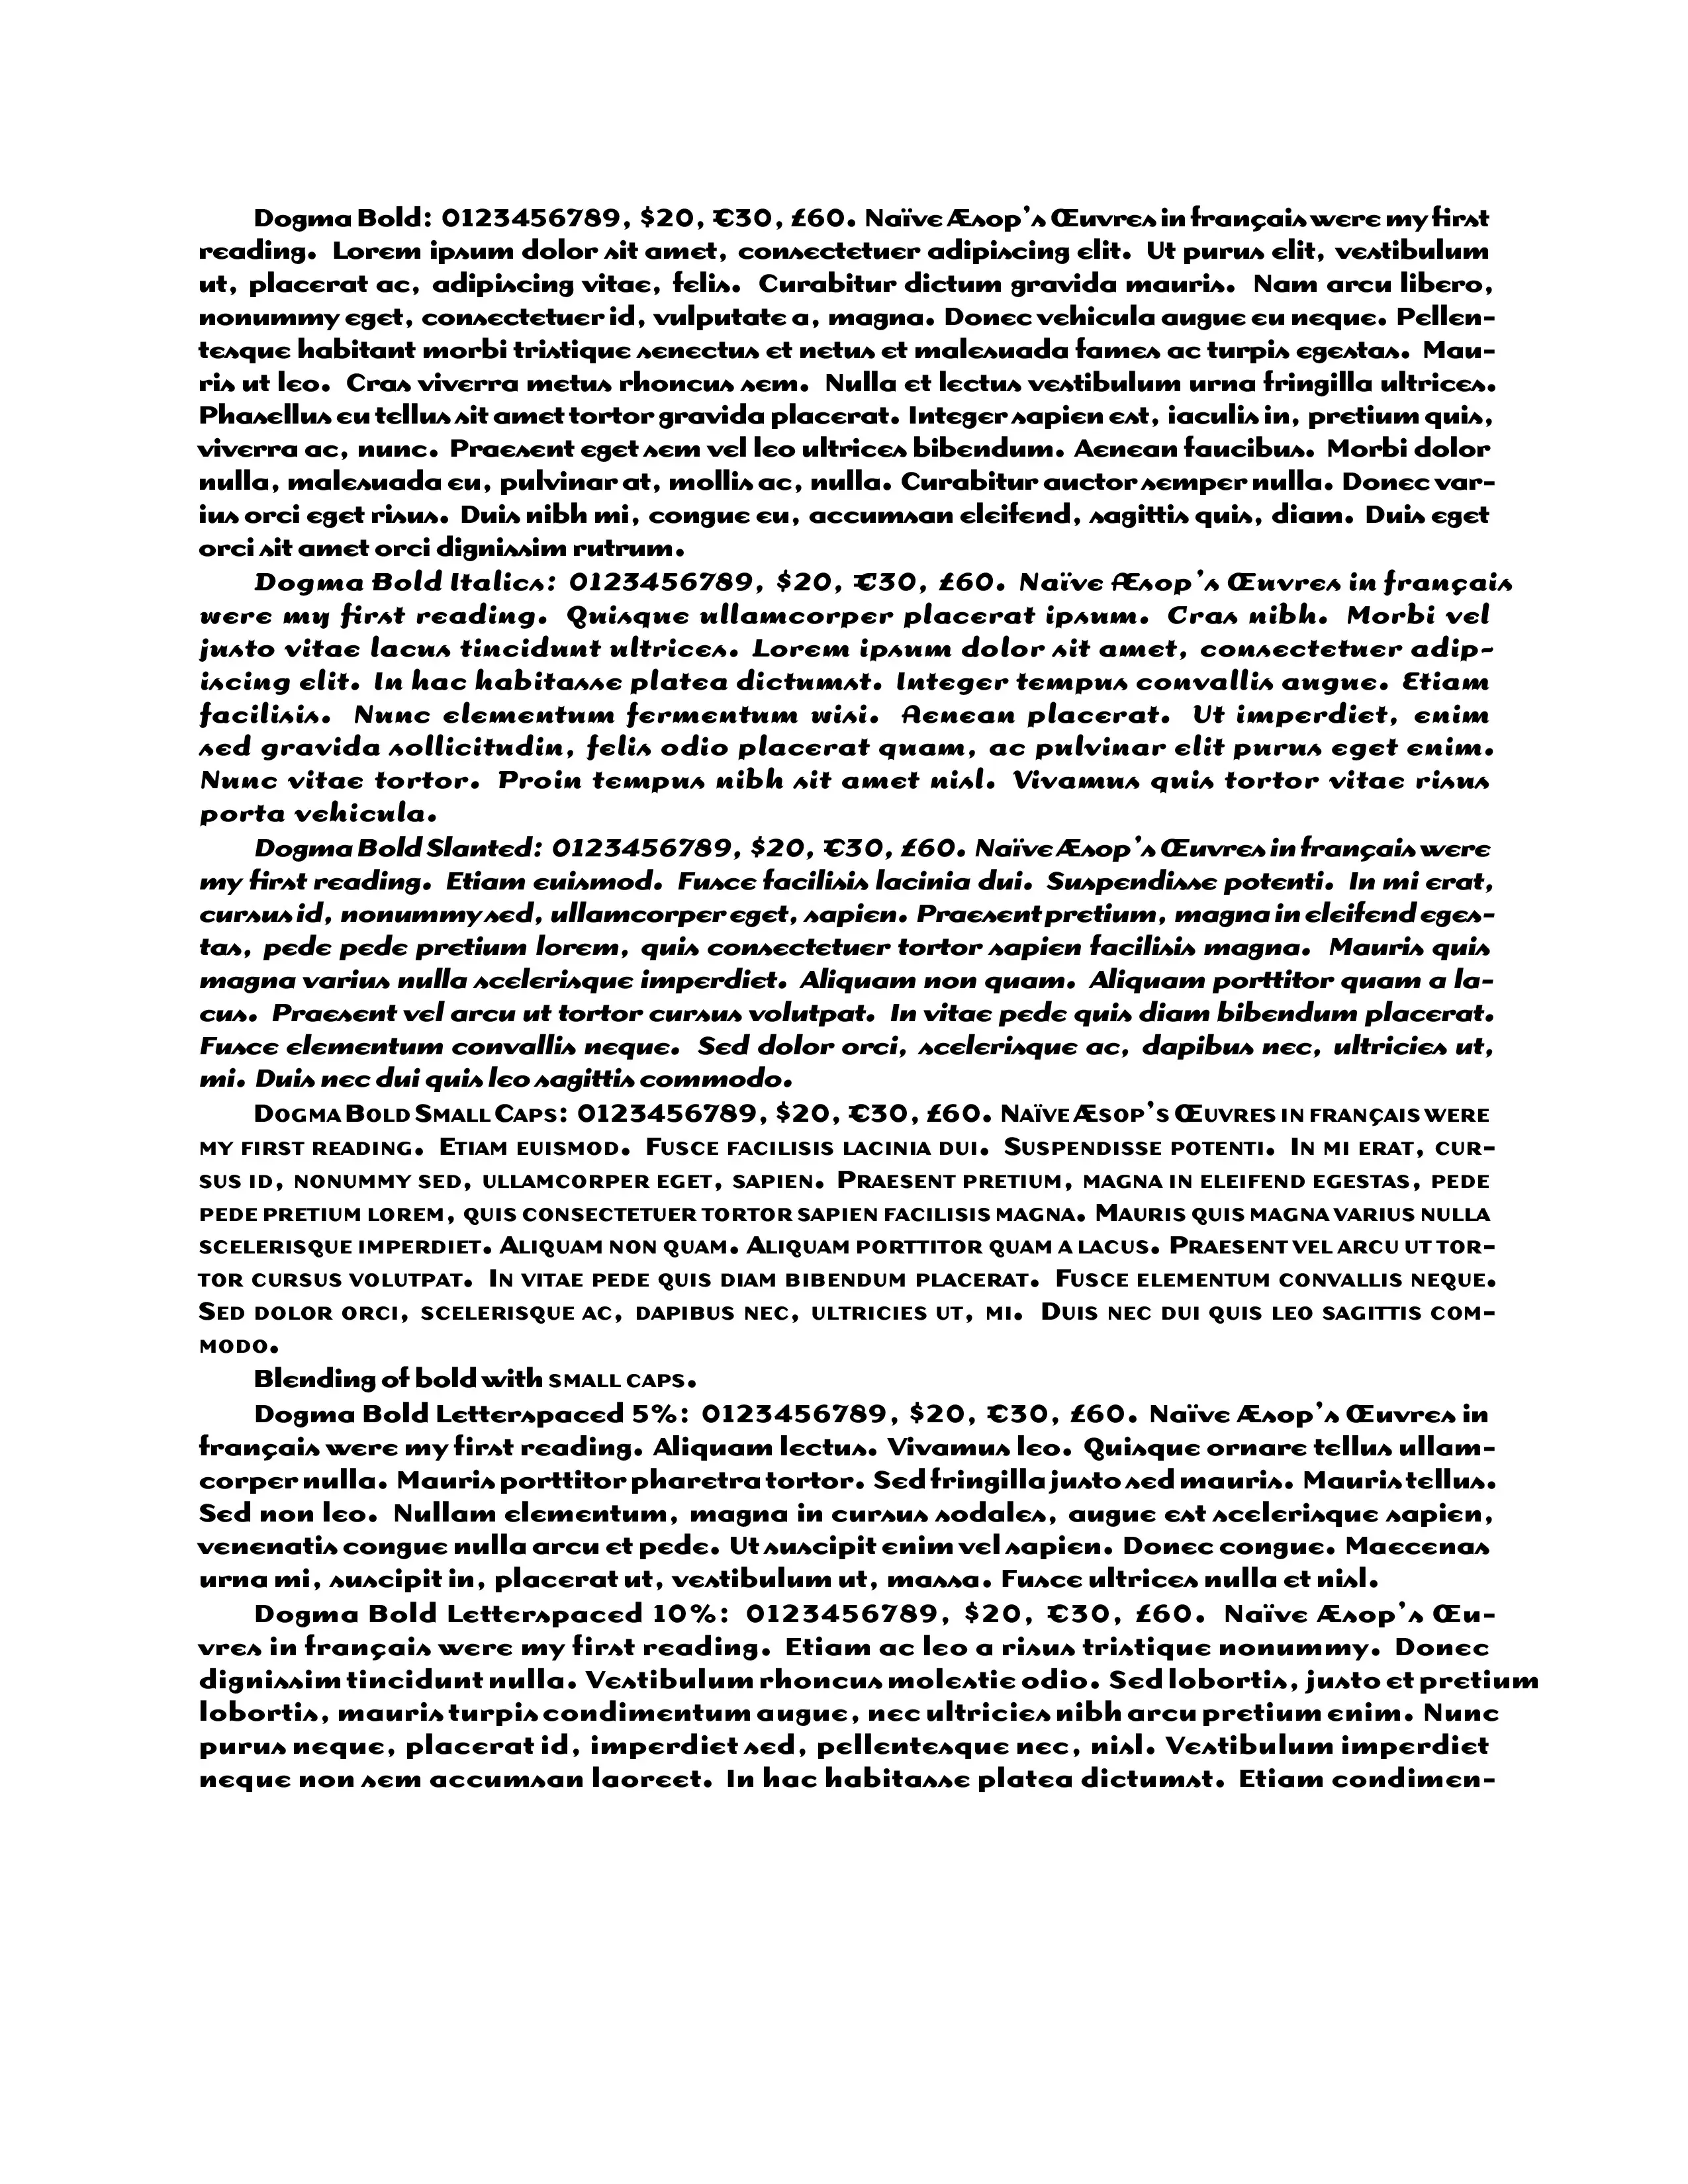 Dogma Bold: 0123456789, $20, €30, £60. Naïve Æsop’s Œuvres in français were my first
reading. Lorem ipsum dolor sit amet, consectetuer adipiscing elit. Ut purus elit, vestibulum
ut, placerat ac, adipiscing vitae, felis. Curabitur dictum gravida mauris. Nam arcu libero,
nonummy eget, consectetuer id, vulputate a, magna. Donec vehicula augue eu neque. Pellen-
tesque habitant morbi tristique senectus et netus et malesuada fames ac turpis egestas. Mau-
ris ut leo. Cras viverra metus rhoncus sem. Nulla et lectus vestibulum urna fringilla ultrices.
Phasellus eu tellus sit amet tortor gravida placerat. Integer sapien est, iaculis in, pretium quis,
viverra ac, nunc. Praesent eget sem vel leo ultrices bibendum. Aenean faucibus. Morbi dolor
nulla, malesuada eu, pulvinar at, mollis ac, nulla. Curabitur auctor semper nulla. Donec var-
ius orci eget risus. Duis nibh mi, congue eu, accumsan eleifend, sagittis quis, diam. Duis eget
orci sit amet orci dignissim rutrum.
Dogma Bold Italics: 0123456789, $20, €30, £60. Naïve Æsop’s Œuvres in français
were my first reading. Quisque ullamcorper placerat ipsum. Cras nibh. Morbi vel
justo vitae lacus tincidunt ultrices. Lorem ipsum dolor sit amet, consectetuer adip-
iscing elit. In hac habitasse platea dictumst. Integer tempus convallis augue. Etiam
facilisis. Nunc elementum fermentum wisi. Aenean placerat. Ut imperdiet, enim
sed gravida sollicitudin, felis odio placerat quam, ac pulvinar elit purus eget enim.
Nunc vitae tortor. Proin tempus nibh sit amet nisl. Vivamus quis tortor vitae risus
porta vehicula.
Dogma Bold Slanted: 0123456789, $20, €30, £60. Naïve Æsop’s Œuvres in français were
my first reading. Etiam euismod. Fusce facilisis lacinia dui. Suspendisse potenti. In mi erat,
cursus id, nonummy sed, ullamcorper eget, sapien. Praesent pretium, magna in eleifend eges-
tas, pede pede pretium lorem, quis consectetuer tortor sapien facilisis magna. Mauris quis
magna varius nulla scelerisque imperdiet. Aliquam non quam. Aliquam porttitor quam a la-
cus. Praesent vel arcu ut tortor cursus volutpat. In vitae pede quis diam bibendum placerat.
Fusce elementum convallis neque. Sed dolor orci, scelerisque ac, dapibus nec, ultricies ut,
mi. Duis nec dui quis leo sagittis commodo.
Dogma Bold Small Caps: 0123456789, $20, €30, £60. Naïve Æsop’s Œuvres in français were
my first reading. Etiam euismod. Fusce facilisis lacinia dui. Suspendisse potenti. In mi erat, cur-
sus id, nonummy sed, ullamcorper eget, sapien. Praesent pretium, magna in eleifend egestas, pede
pede pretium lorem, quis consectetuer tortor sapien facilisis magna. Mauris quis magna varius nulla
scelerisque imperdiet. Aliquam non quam. Aliquam porttitor quam a lacus. Praesent vel arcu ut tor-
tor cursus volutpat. In vitae pede quis diam bibendum placerat. Fusce elementum convallis neque.
Sed dolor orci, scelerisque ac, dapibus nec, ultricies ut, mi. Duis nec dui quis leo sagittis com-
modo.
Blending of bold with small caps.
Dogma Bold Letterspaced 5%: 0123456789, $20, €30, £60. Naïve Æsop’s Œuvres in
français were my first reading. Aliquam lectus. Vivamus leo. Quisque ornare tellus ullam-
corper nulla. Mauris porttitor pharetra tortor. Sed fringilla justo sed mauris. Mauris tellus.
Sed non leo. Nullam elementum, magna in cursus sodales, augue est scelerisque sapien,
venenatis congue nulla arcu et pede. Ut suscipit enim vel sapien. Donec congue. Maecenas
urna mi, suscipit in, placerat ut, vestibulum ut, massa. Fusce ultrices nulla et nisl.
Dogma Bold Letterspaced 10%: 0123456789, $20, €30, £60. Naïve Æsop’s Œu-
vres in français were my first reading. Etiam ac leo a risus tristique nonummy. Donec
dignissim tincidunt nulla. Vestibulum rhoncus molestie odio. Sed lobortis, justo et pretium
lobortis, mauris turpis condimentum augue, nec ultricies nibh arcu pretium enim. Nunc
purus neque, placerat id, imperdiet sed, pellentesque nec, nisl. Vestibulum imperdiet
neque non sem accumsan laoreet. In hac habitasse platea dictumst. Etiam condimen-